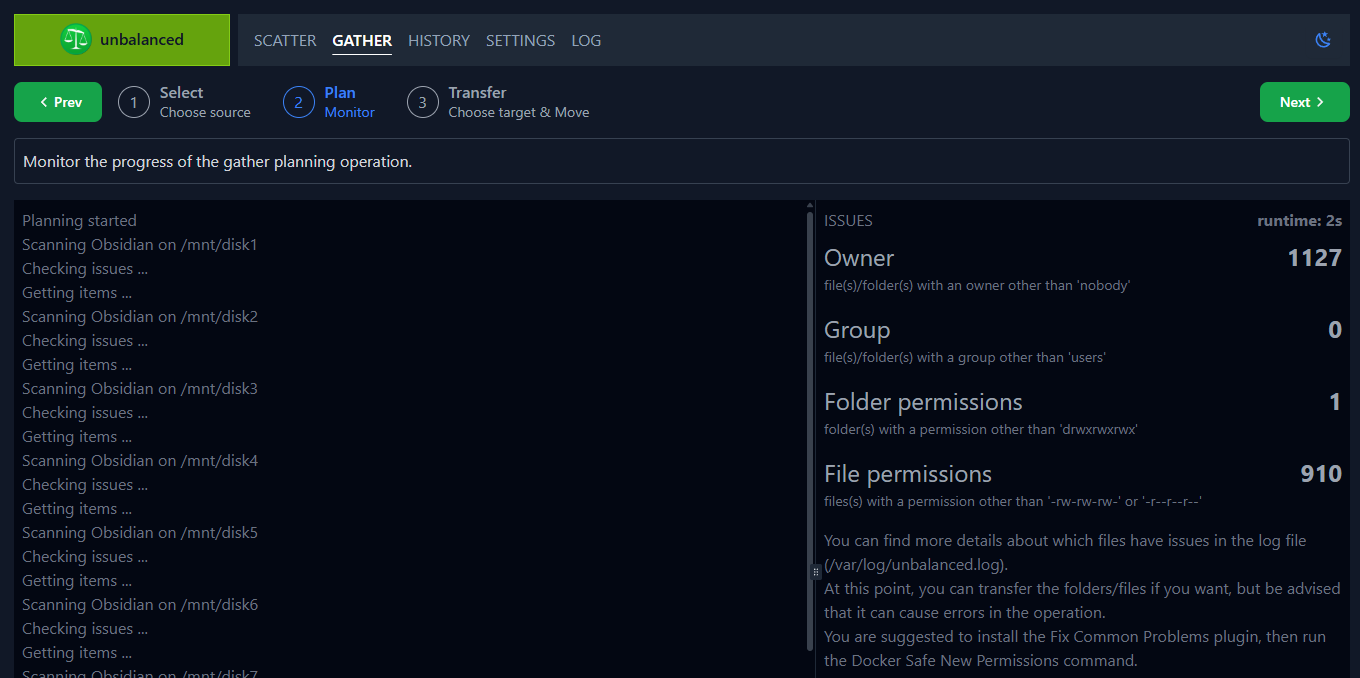 unbalanced
SCATTER GATHER HISTORY SETTINGS LOG
Prev
1 Select
Choose source
2 Plan
Monitor
3 Transfer
Choose target & Move
Next
Monitor the progress of the gather planning operation.
Planning started
Scanning Obsidian on /mnt/disk1
Checking issues ...
Getting items ...
Scanning Obsidian on /mnt/disk2
Checking issues ...
Getting items ...
Scanning Obsidian on /mnt/disk3
Checking issues ...
Getting items ...
Scanning Obsidian on /mnt/disk4
Checking issues ...
Getting items ...
Scanning Obsidian on /mnt/disk5
Checking issues ...
Getting items ...
Scanning Obsidian on /mnt/disk6
Checking issues ...
Getting items ...
Scanning Obsidian on /mnt/disk7
ISSUES runtime: 2s
Owner 1127
file(s)/folder(s) with an owner other than 'nobody'
Group 0
file(s)/folder(s) with a group other than 'users'
Folder permissions 1
folder(s) with a permission other than 'drwxrwxrwx'
File permissions 910
files(s) with a permission other than '-rw-rw-rw-' or '-r--r--r--'
You can find more details about which files have issues in the log file
(/var/log/unbalanced.log).
At this point, you can transfer the folders/files if you want, but be advised
that it can cause errors in the operation.
You are suggested to install the Fix Common Problems plugin, then run
the Docker Safe New Permissions command.